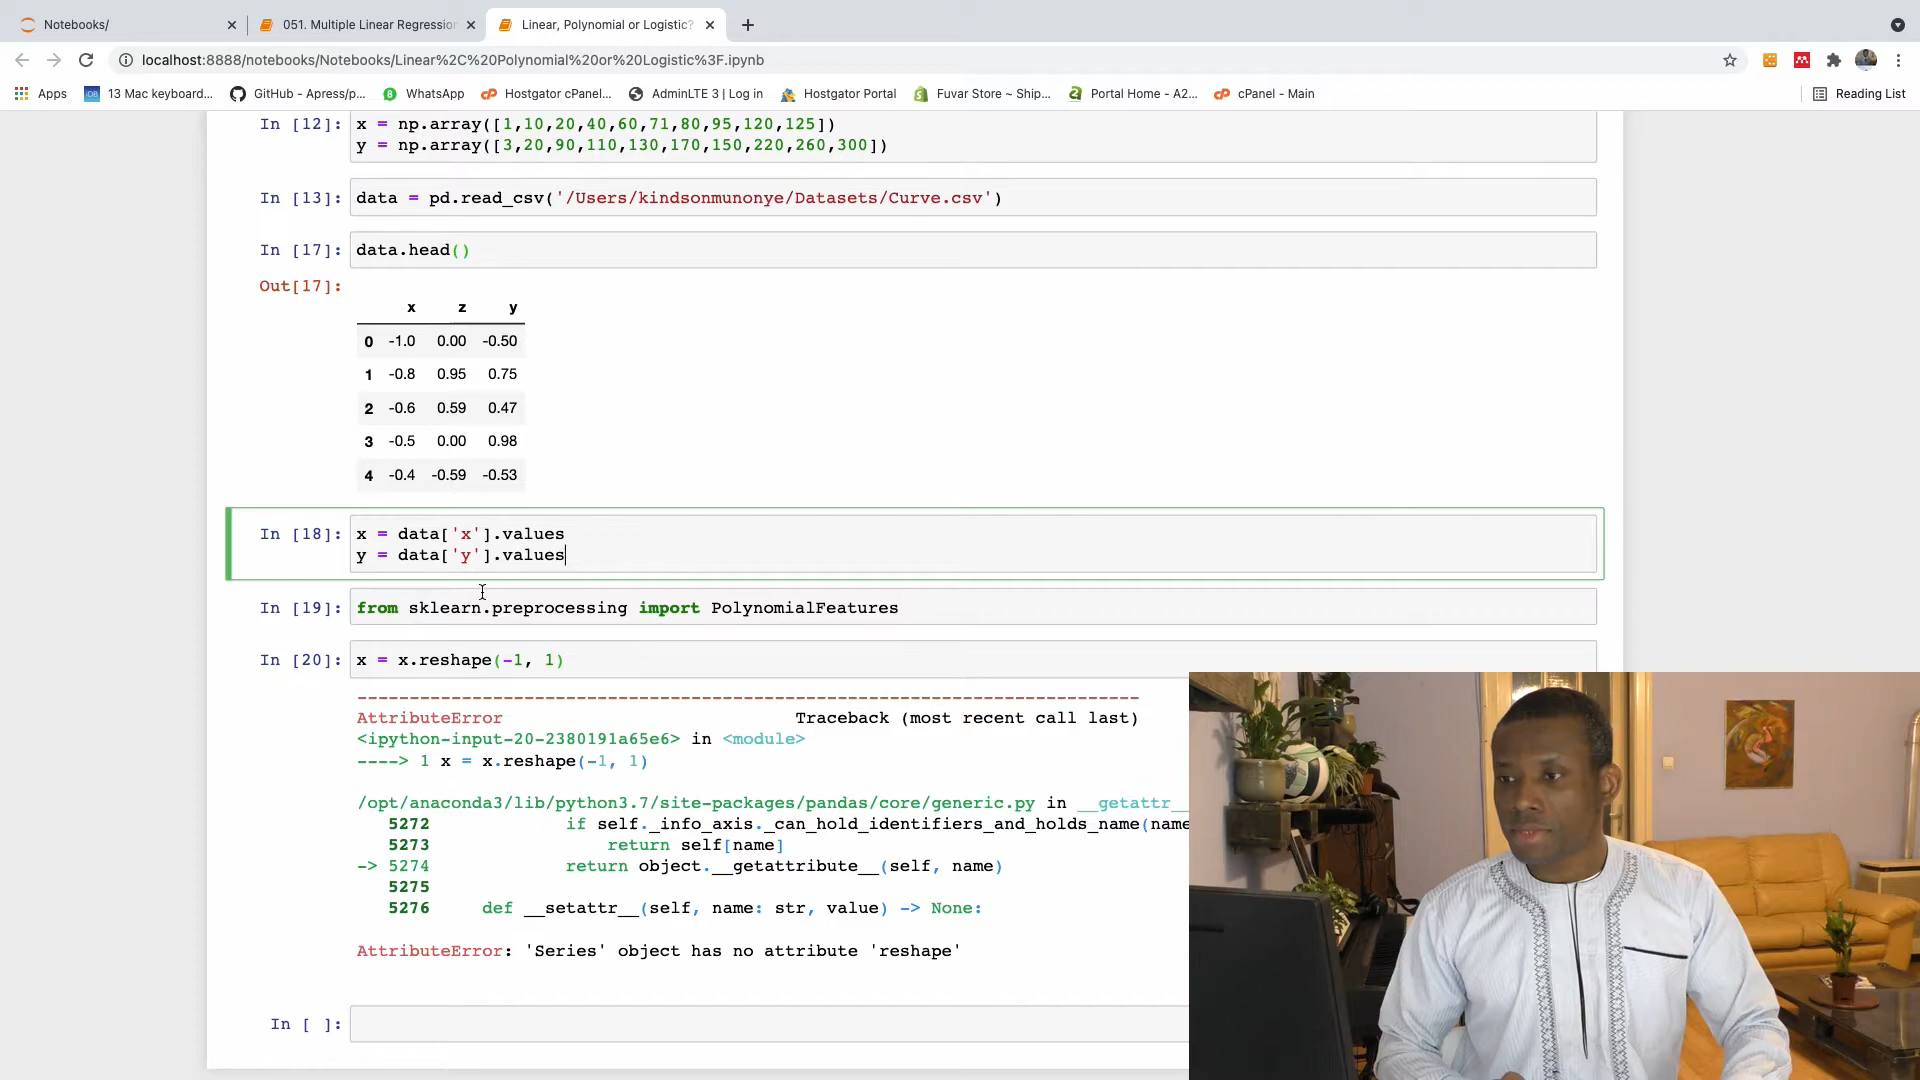 Notebooks/
051. Multiple Linear Regression
Linear, Polynomial or Logistic?
localhost:8888/notebooks/Notebooks/Linear%2C%20Polynomial%20or%20Logistic%3F.ipynb
Apps
13 Mac keyboard...
GitHub - Apress/p...
WhatsApp
Hostgator cPanel...
AdminLTE 3 | Log in
Hostgator Portal
Fuvar Store ~ Ship...
Portal Home - A2...
cPanel - Main
Reading List
In [12]: x = np.array([1,10,20,40,60,71,80,95,120,125])
y = np.array([3,20,90,110,130,170,150,220,260,300])
In [13]: data = pd.read_csv('/Users/kindsonmunonye/Datasets/Curve.csv')
In [17]: data.head()
Out[17]:
x z y
0 -1.0 0.00 -0.50
1 -0.8 0.95 0.75
2 -0.6 0.59 0.47
3 -0.5 0.00 0.98
4 -0.4 -0.59 -0.53
In [18]: x = data['x'].values
y = data['y'].values
In [19]: from sklearn.preprocessing import PolynomialFeatures
In [20]: x = x.reshape(-1, 1)
---------------------------------------------------------------------------
AttributeError Traceback (most recent call last)
<ipython-input-20-2380191a65e6> in <module>
----> 1 x = x.reshape(-1, 1)
/opt/anaconda3/lib/python3.7/site-packages/pandas/core/generic.py in __getattr__
5272 if self._info_axis._can_hold_identifiers_and_holds_name(name
5273 return self[name]
-> 5274 return object.__getattribute__(self, name)
5275
5276 def __setattr__(self, name: str, value) -> None:
AttributeError: 'Series' object has no attribute 'reshape'
In [ ]: